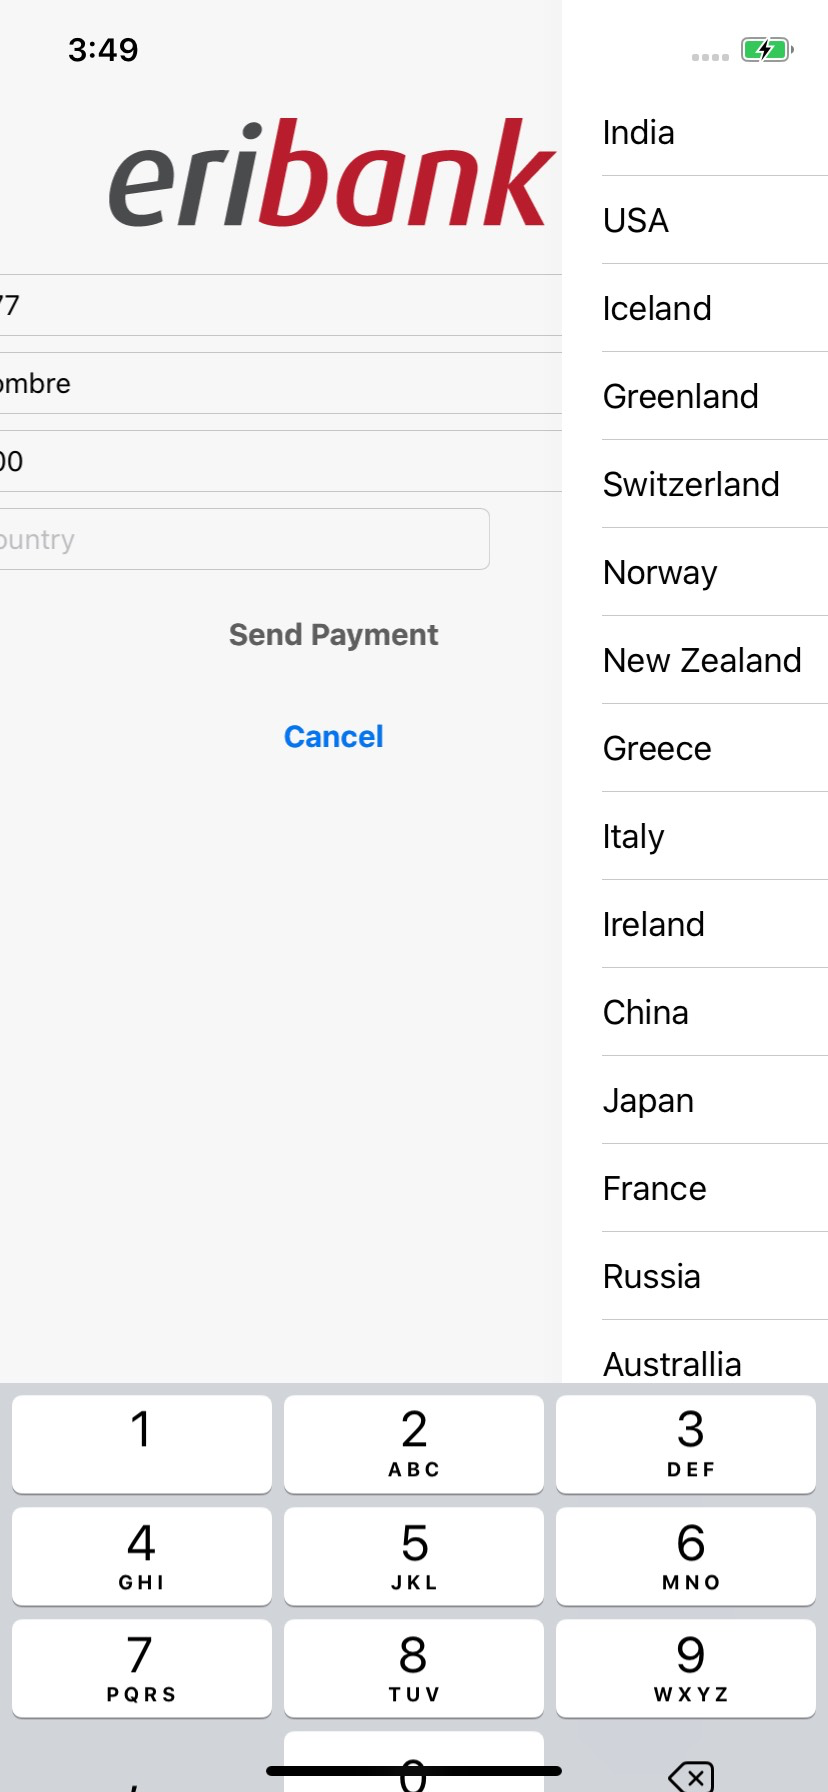 3:49
eribank
77
ombre
00
ountry
Send Payment
Cancel
India
USA
Iceland
Greenland
Switzerland
Norway
New Zealand
Greece
Italy
Ireland
China
Japan
France
Russia
Australlia
1
2
ABC
3
DEF
4
GHI
5
JKL
6
MNO
7
PQRS
8
TUV
9
WXYZ
,
0